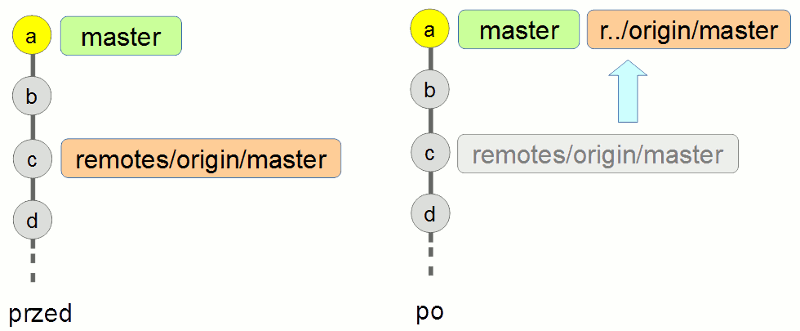 a master
b
c remotes/origin/master
d
przed
a master r../origin/master
b
c remotes/origin/master
d
po